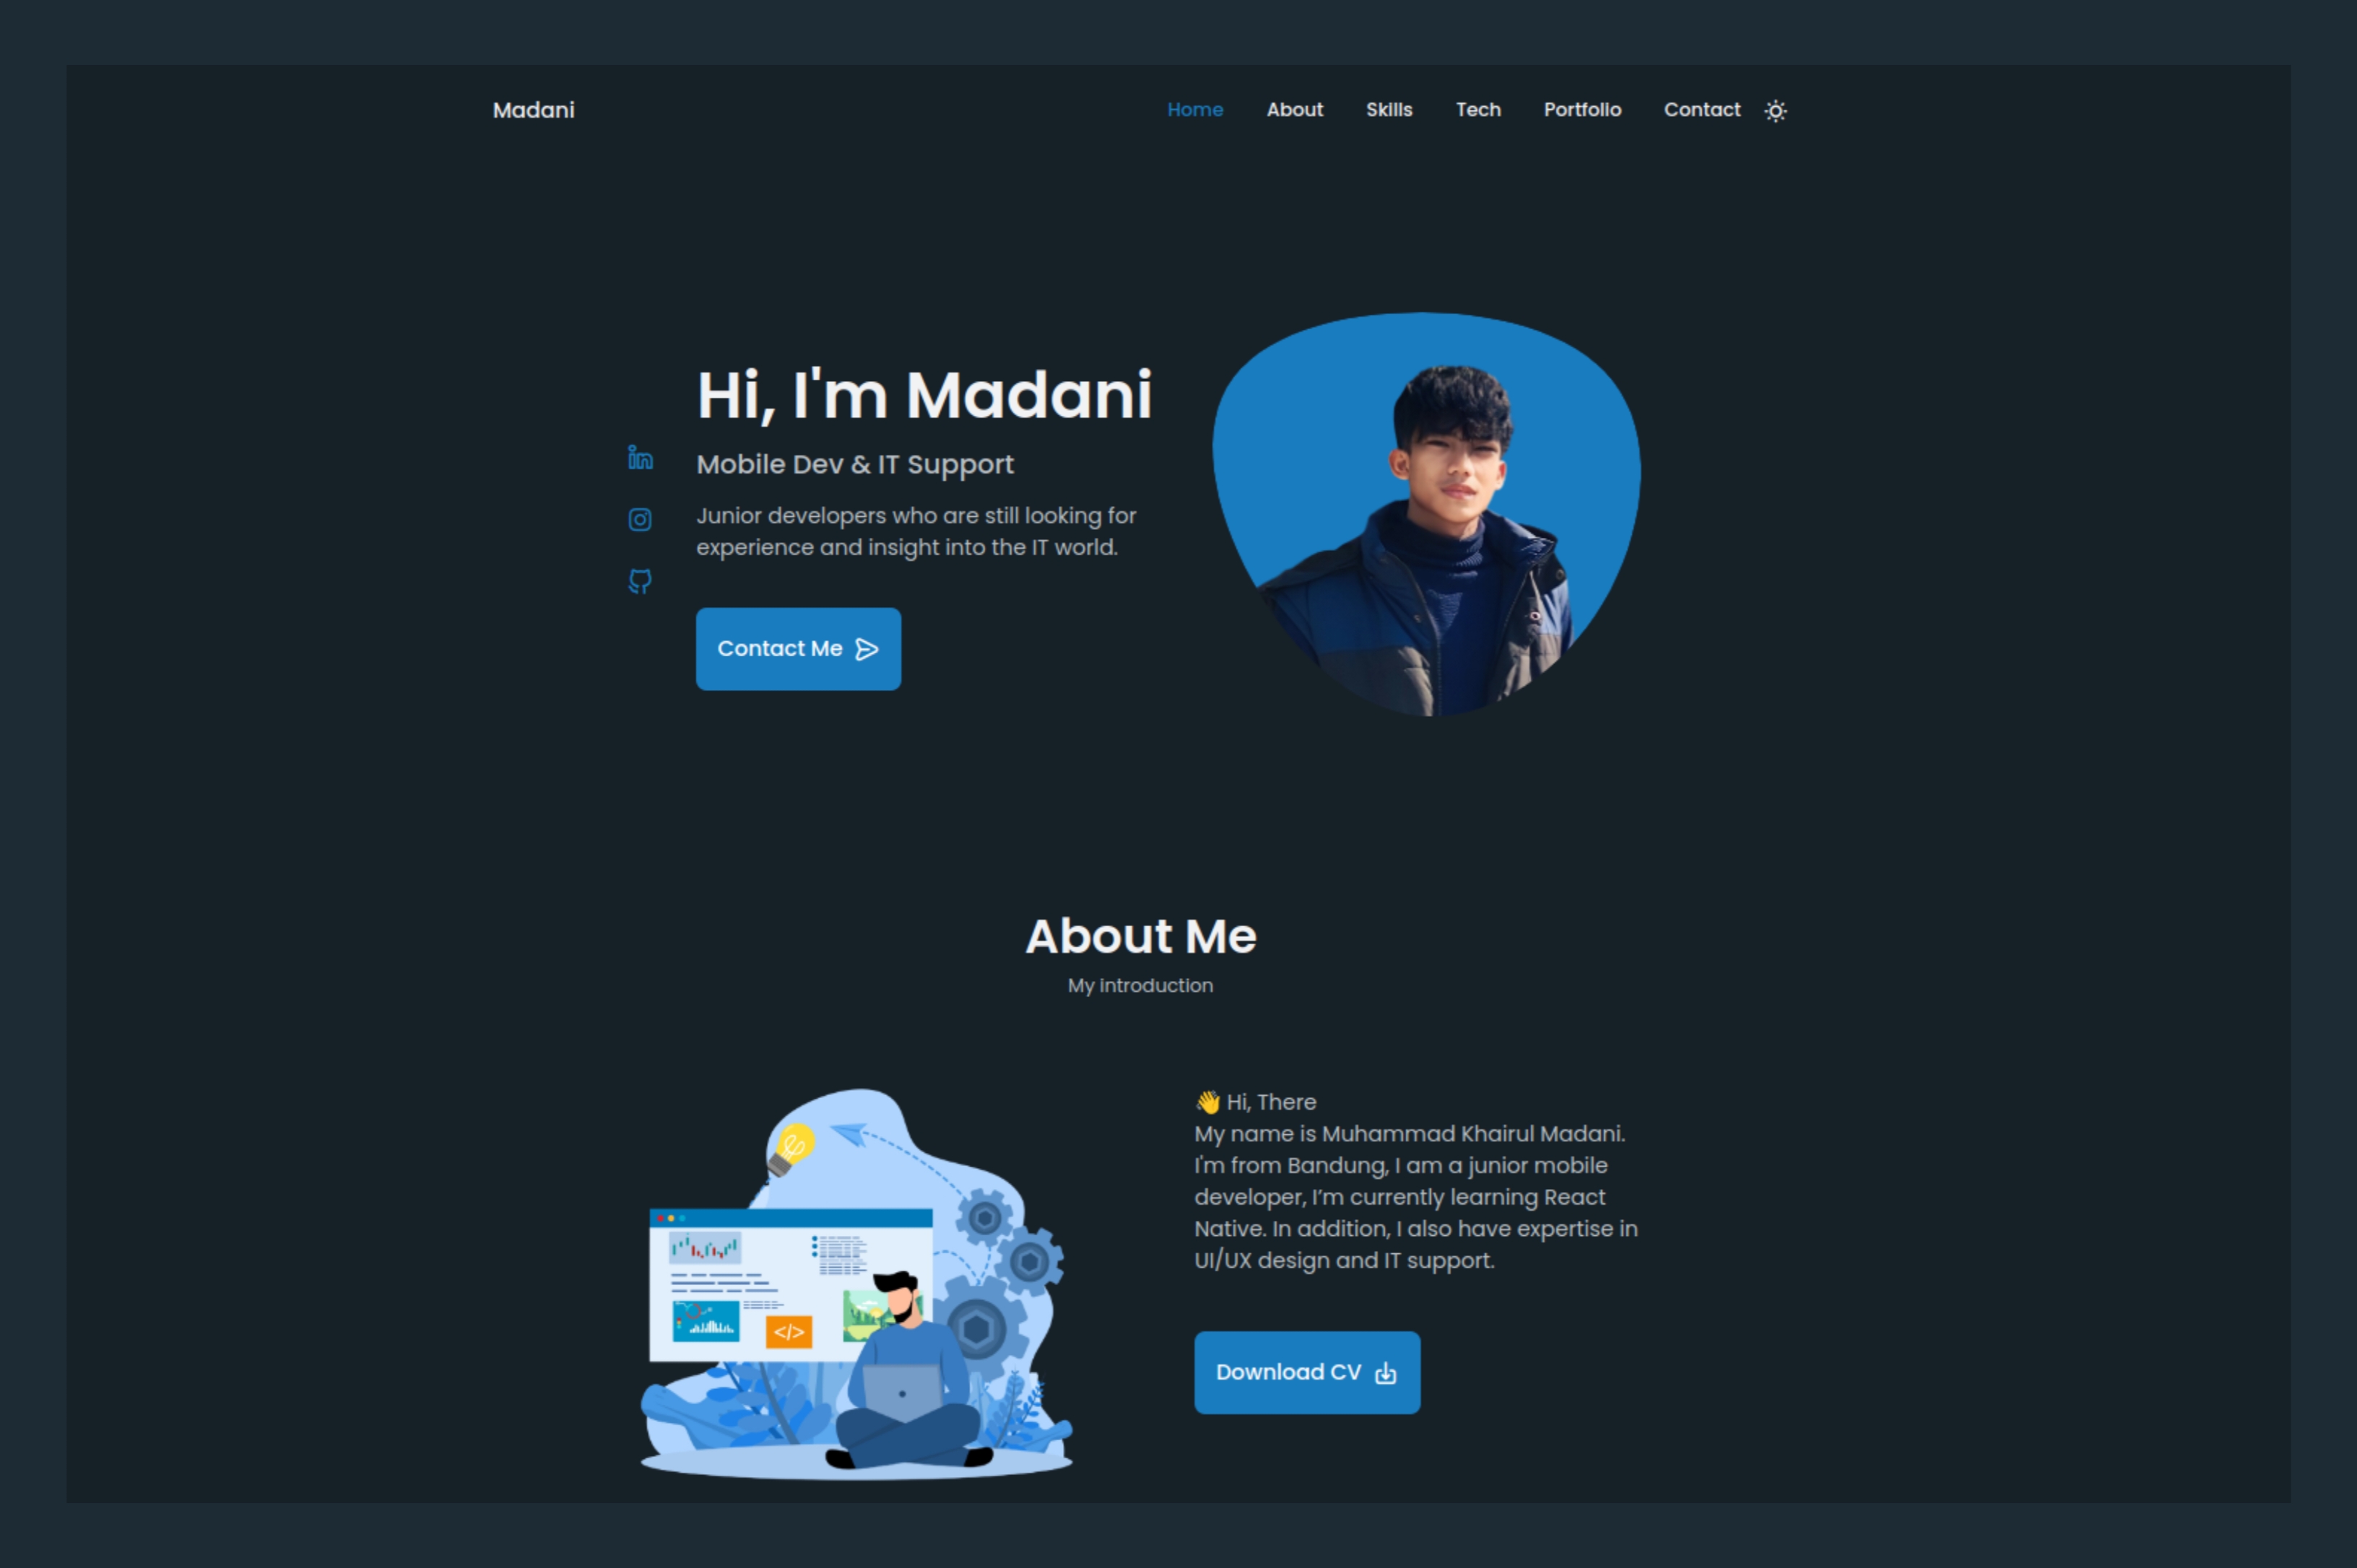 Madani
Home About Skills Tech Portfolio Contact
Hi, I'm Madani
Mobile Dev & IT Support
Junior developers who are still looking for
experience and insight into the IT world.
Contact Me
About Me
My introduction
👋 Hi, There
My name is Muhammad Khairul Madani.
I'm from Bandung, I am a junior mobile
developer, I’m currently learning React
Native. In addition, I also have expertise in
UI/UX design and IT support.
</>
Download CV